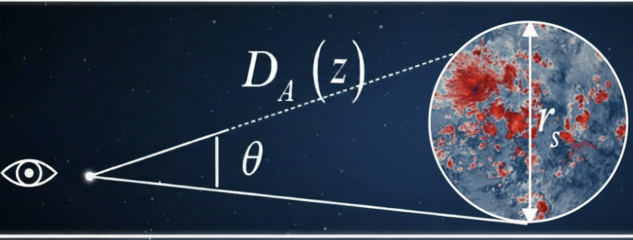 D_A (z)
θ
r_s